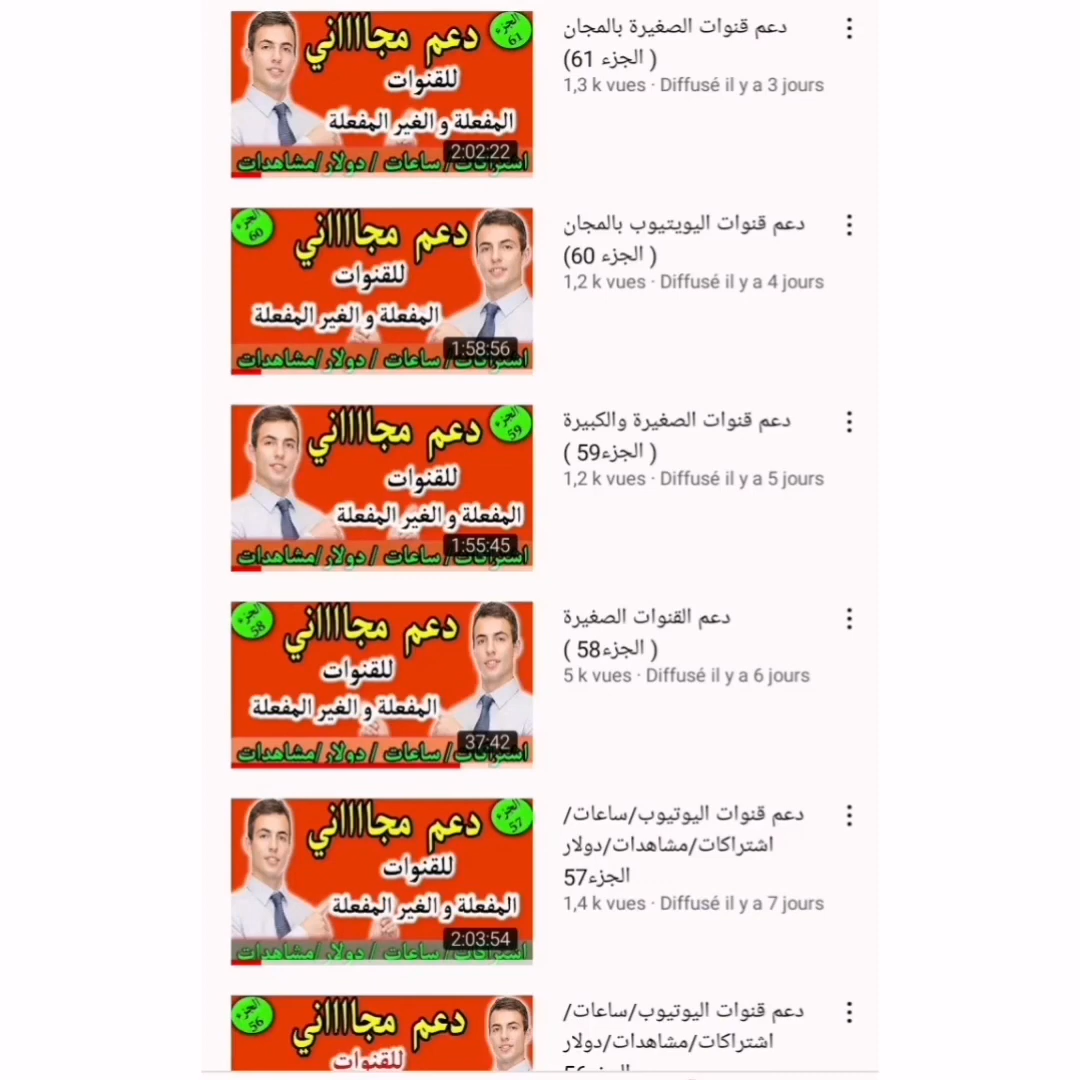 دعم مجاااني
الجزء 61
للقنوات
المفعلة و الغير المفعلة
2:02:22
اشتراكات / ساعات / دولار /مشاهدات
دعم قنوات الصغيرة بالمجان
( الجزء 61)
1,3 k vues · Diffusé il y a 3 jours
دعم مجاااني
الجزء 60
للقنوات
المفعلة و الغير المفعلة
1:58:56
اشتراكات / ساعات / دولار /مشاهدات
دعم قنوات اليويتيوب بالمجان
( الجزء 60)
1,2 k vues · Diffusé il y a 4 jours
دعم مجاااني
الجزء 59
للقنوات
المفعلة و الغير المفعلة
1:55:45
اشتراكات / ساعات / دولار /مشاهدات
دعم قنوات الصغيرة والكبيرة
( الجزء59 )
1,2 k vues · Diffusé il y a 5 jours
دعم مجاااني
الجزء 58
للقنوات
المفعلة و الغير المفعلة
37:42
اشتراكات / ساعات / دولار /مشاهدات
دعم القنوات الصغيرة
( الجزء58 )
5 k vues · Diffusé il y a 6 jours
دعم مجاااني
الجزء 57
للقنوات
المفعلة و الغير المفعلة
2:03:54
اشتراكات / ساعات / دولار /مشاهدات
دعم قنوات اليوتيوب/ساعات/
اشتراكات/مشاهدات/دولار
الجزء57
1,4 k vues · Diffusé il y a 7 jours
دعم مجاااني
الجزء 56
للقنوات
دعم قنوات اليوتيوب/ساعات/
اشتراكات/مشاهدات/دولار